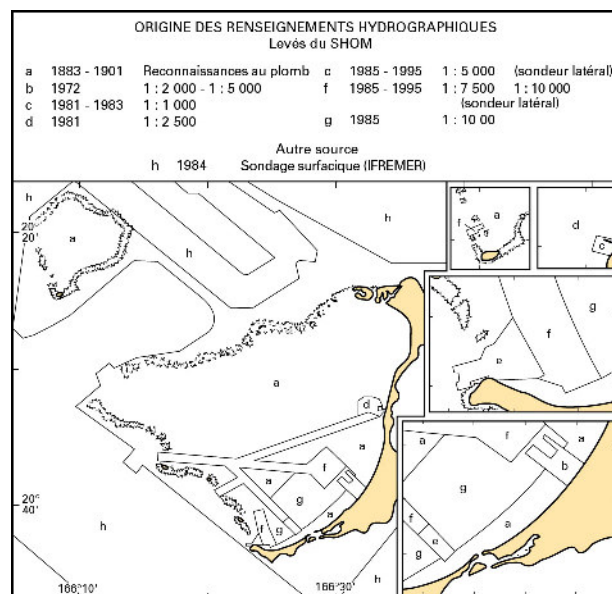 ORIGINE DES RENSEIGNEMENTS HYDROGRAPHIQUES
Levés du SHOM
a 1883 - 1901 Reconnaissances au plomb c 1985 - 1995 1 : 5 000 (sondeur latéral)
b 1972 1 : 2 000 - 1 : 5 000 f 1985 - 1995 1 : 7 500 1 : 10 000
c 1981 - 1983 1 : 1 000 (sondeur latéral)
d 1981 1 : 2 500 g 1985 1 : 10 00
Autre source
h 1984 Sondage surfacique (IFREMER)
h
h
a
d
f
20°
20'
a
h
c
g
f
e
a
d
a
f
a
a
f
b
g
g
20°
40'
h
f
g
a
f
e
a
g
166°10'
166°30'
h